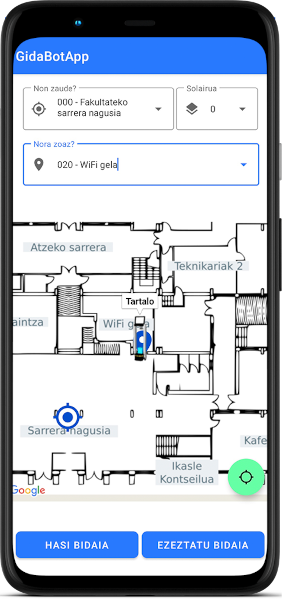 GidaBotApp
Non zaude?
000 - Fakultateko
sarrera nagusia
Solairua
0
Nora zoaz?
020 - WiFi gela
Atzeko sarrera
Teknikariak 2
Tartalo
aintza
WiFi gela
Sarrera nagusia
Kafe
Ikasle
Kontseilua
Google
HASI BIDAIA
EZEZTATU BIDAIA